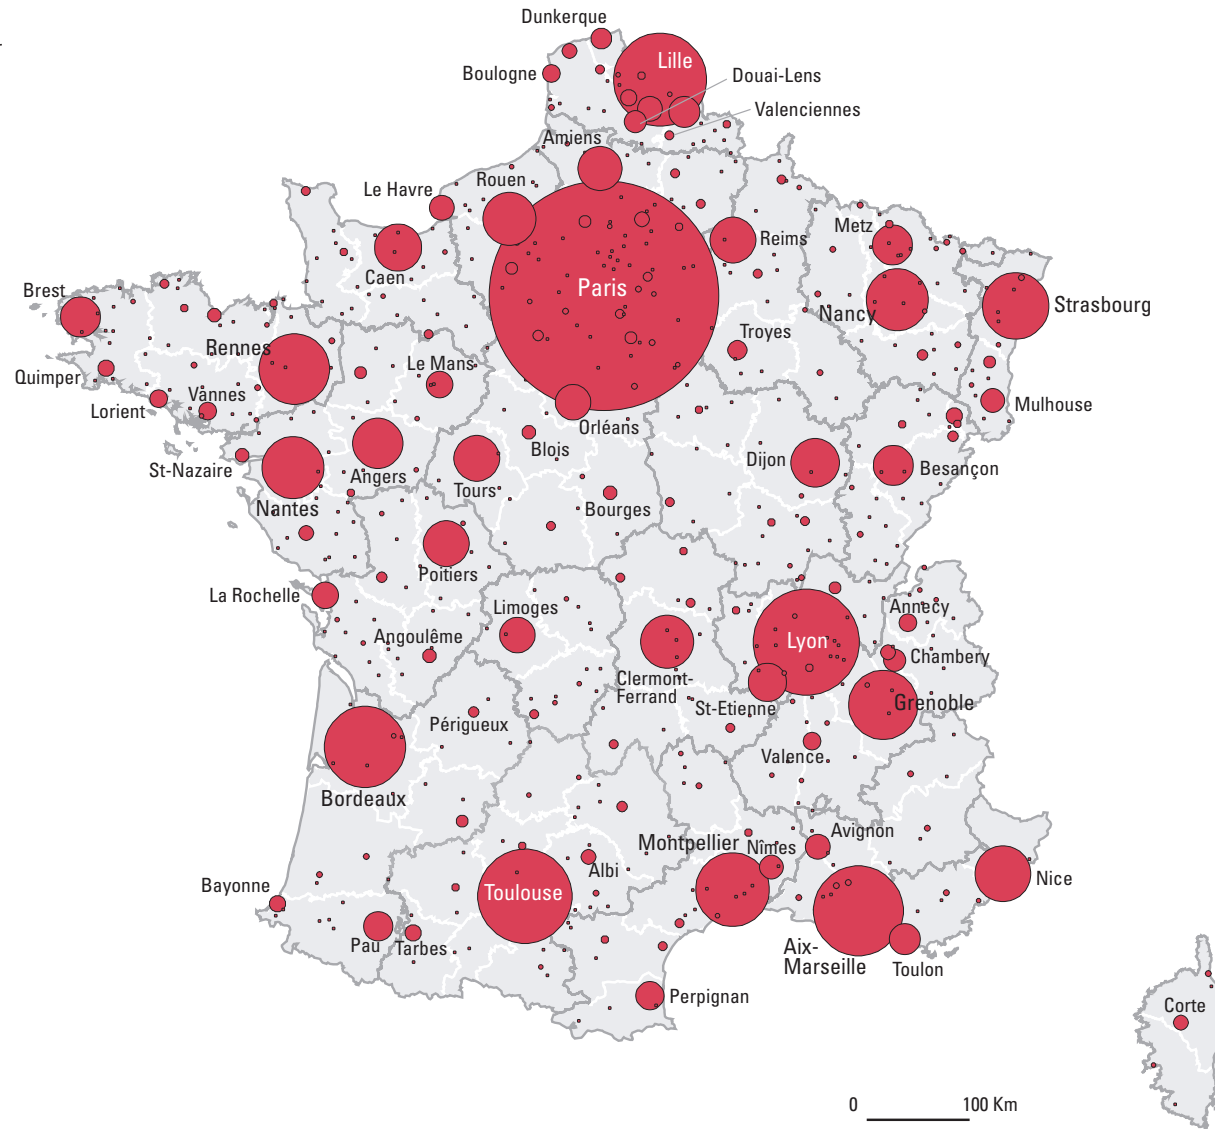 Dunkerque
Lille
Boulogne
Douai-Lens
Valenciennes
Amiens
Rouen
Le Havre
Metz
Reims
Caen
Paris
Brest
Nancy
Strasbourg
Troyes
Rennes
Le Mans
Quimper
Vannes
Lorient
Mulhouse
Orléans
Blois
St-Nazaire
Angers
Dijon
Besançon
Tours
Nantes
Bourges
Poitiers
La Rochelle
Limoges
Annecy
Angoulême
Lyon
Chambery
Clermont-
Ferrand
St-Etienne
Grenoble
Périgueux
Valence
Bordeaux
Avignon
Montpellier
Nîmes
Albi
Bayonne
Toulouse
Nice
Pau
Tarbes
Aix-
Marseille
Toulon
Perpignan
Corte
0 100 Km